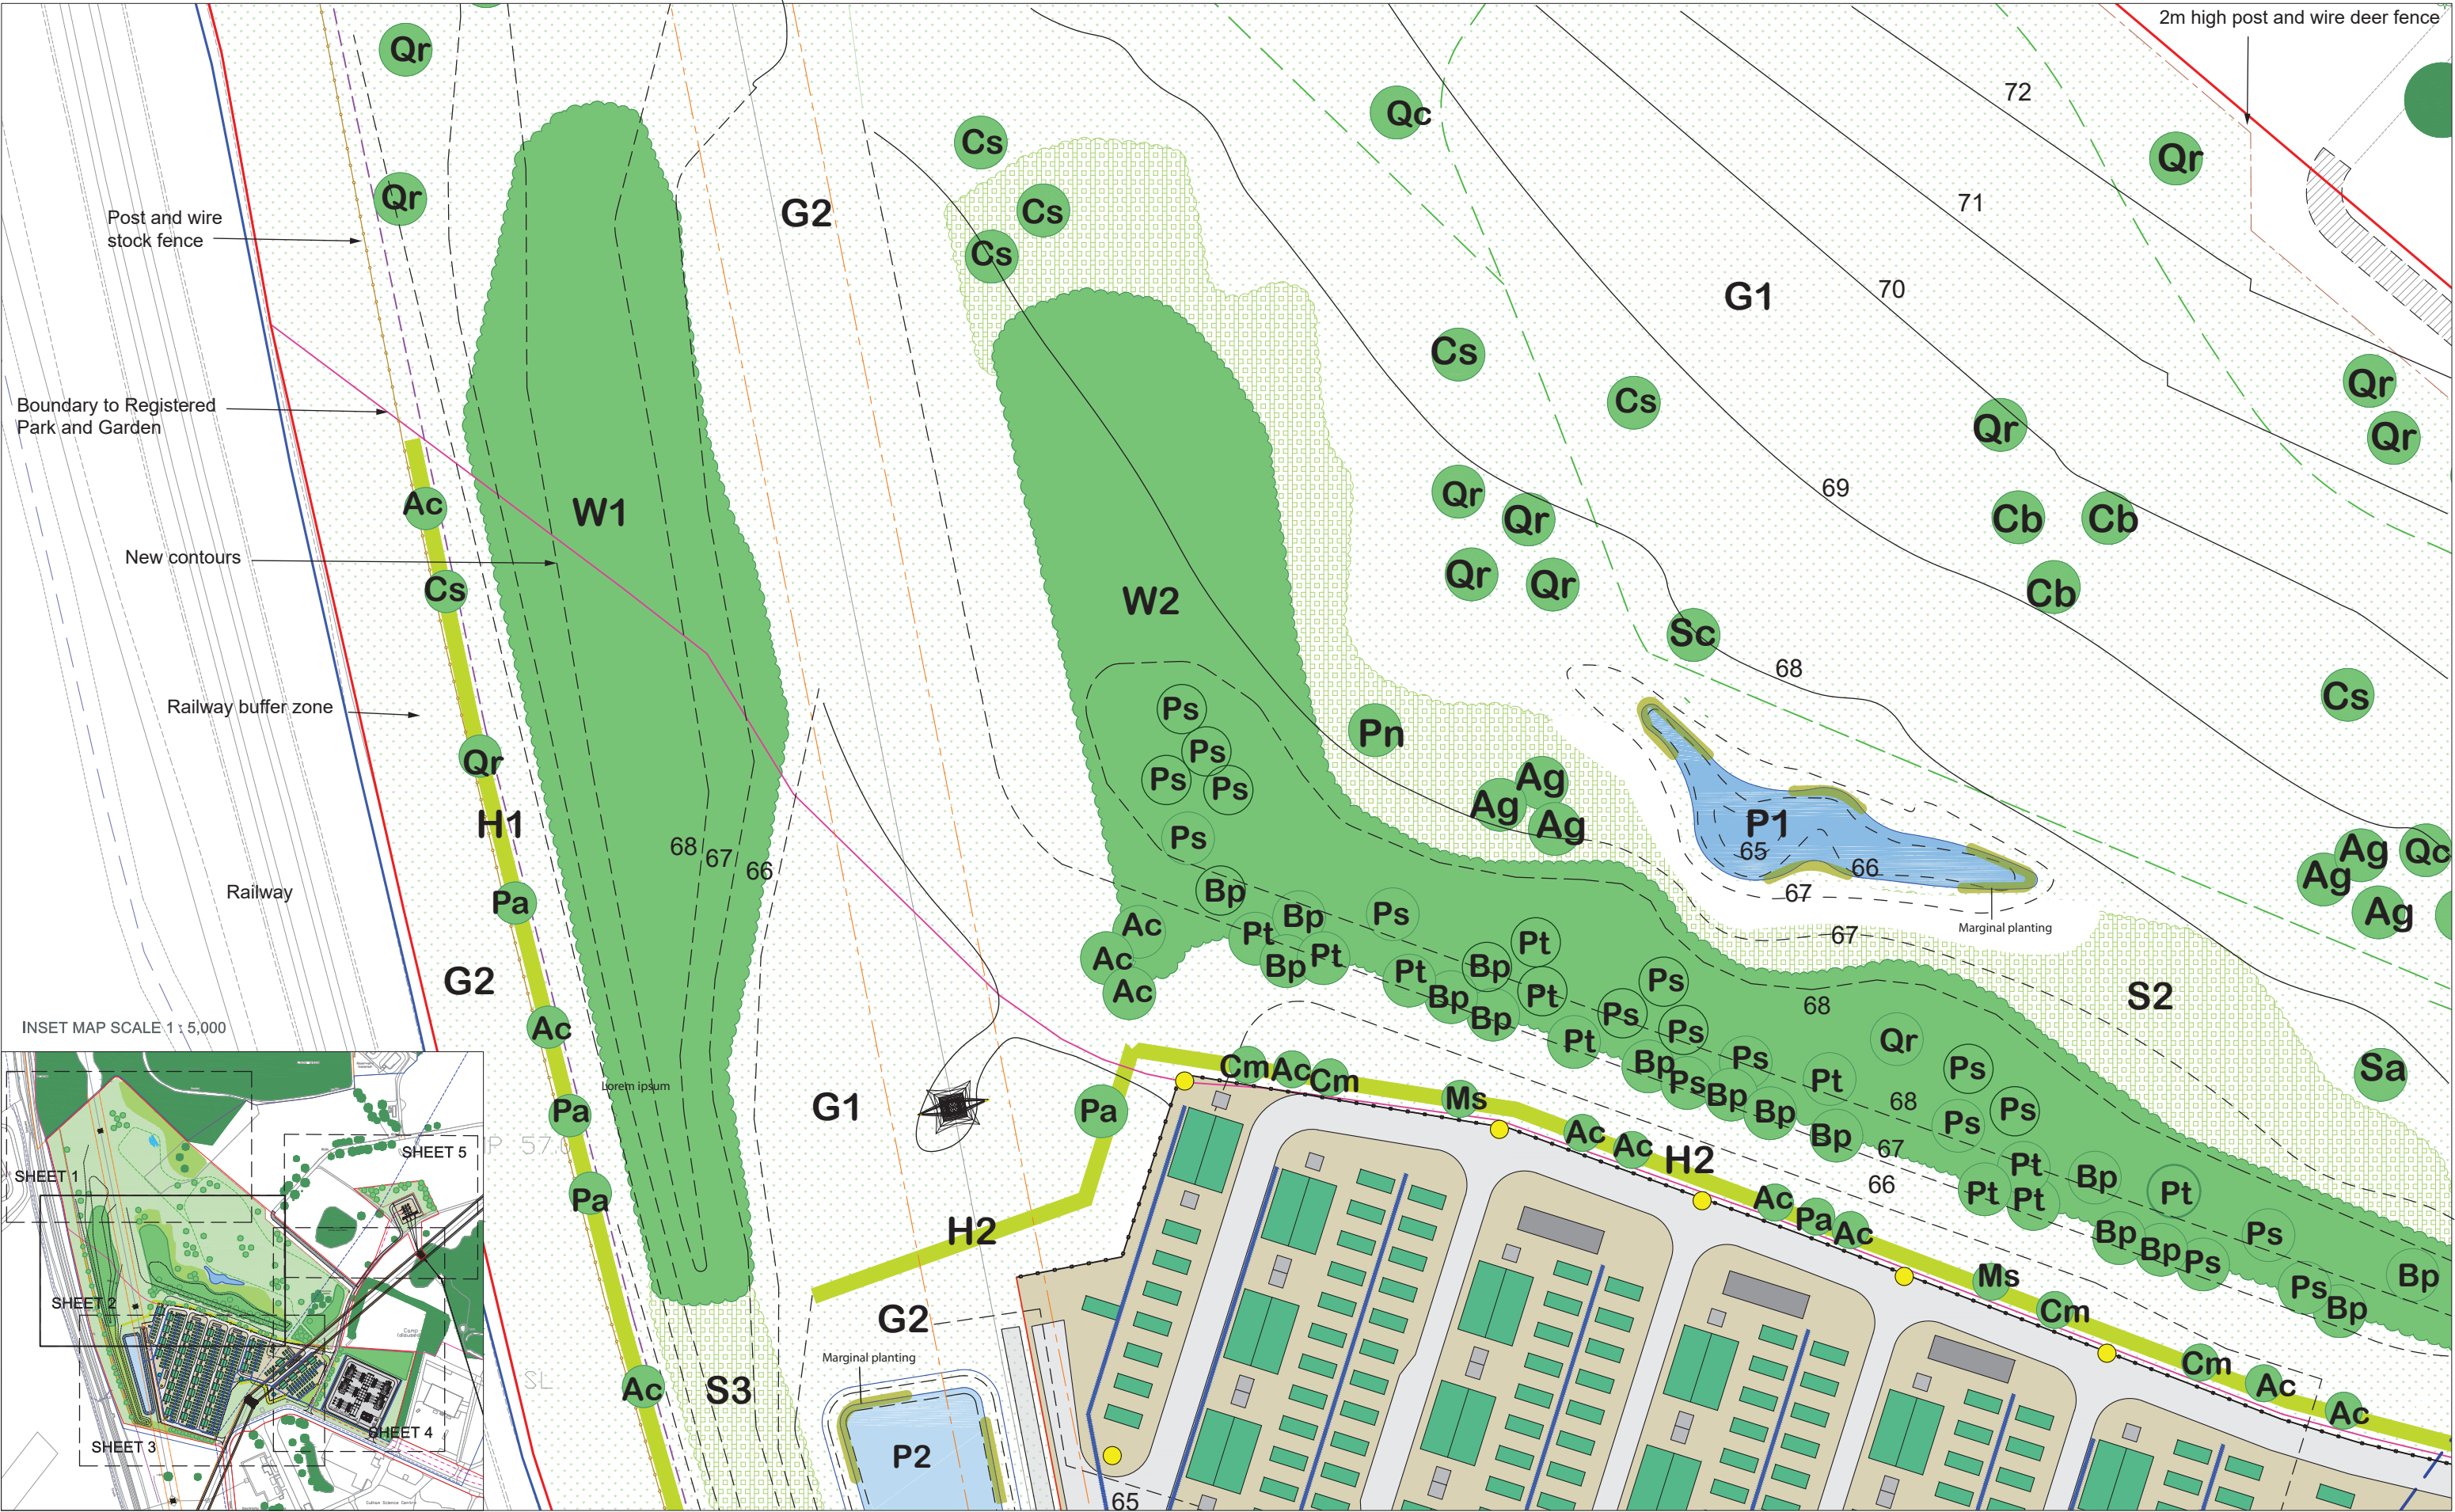 2m high post and wire deer fence
Qr
Qc
72
Cs
Qr
Qr
Post and wire
stock fence
G2
Cs
71
Cs
70
G1
Cs
Cs
Qr
Boundary to Registered
Park and Garden
Qr
Qr
69
Ac
W1
Qr
Qr
Cb
Cb
New contours
Qr
Qr
Cs
W2
Cb
Sc
68
Railway buffer zone
Ps
Cs
Pn
Qr
Ps
Ps
Ps
Ag
Ag
Ag
H1
Ps
P1
65
66
67
68
67
66
Ag
Qc
Ag
Ag
Railway
Pa
Bp
Bp
Ps
Marginal planting
67
Ac
Ac
Ac
Pt
Bp
Pt
Pt
Bp
Bp
Bp
Pt
Pt
Ps
Ps
Ps
68
S2
G2
INSET MAP SCALE 1 : 5,000
Ac
Pt
Qr
Ps
Bp
Ps
Ps
Bp
Bp
Pt
68
Ps
Ps
Sa
Cm
Ac
Cm
Ms
Lorem ipsum
Pa
G1
Pa
Ac
Ac
H2
Bp
67
66
Pt
Pt
Pt
Bp
Pt
SHEET 5
SHEET 1
P 57.0
Pa
H2
Ac
Pa
Ac
Bp
Bp
Ps
Ps
Ms
Cm
Ps
Bp
Bp
SHEET 2
G2
Marginal planting
Cm
Ac
Ac
SL
Ac
S3
SHEET 4
SHEET 3
P2
65
Culham Science Centre